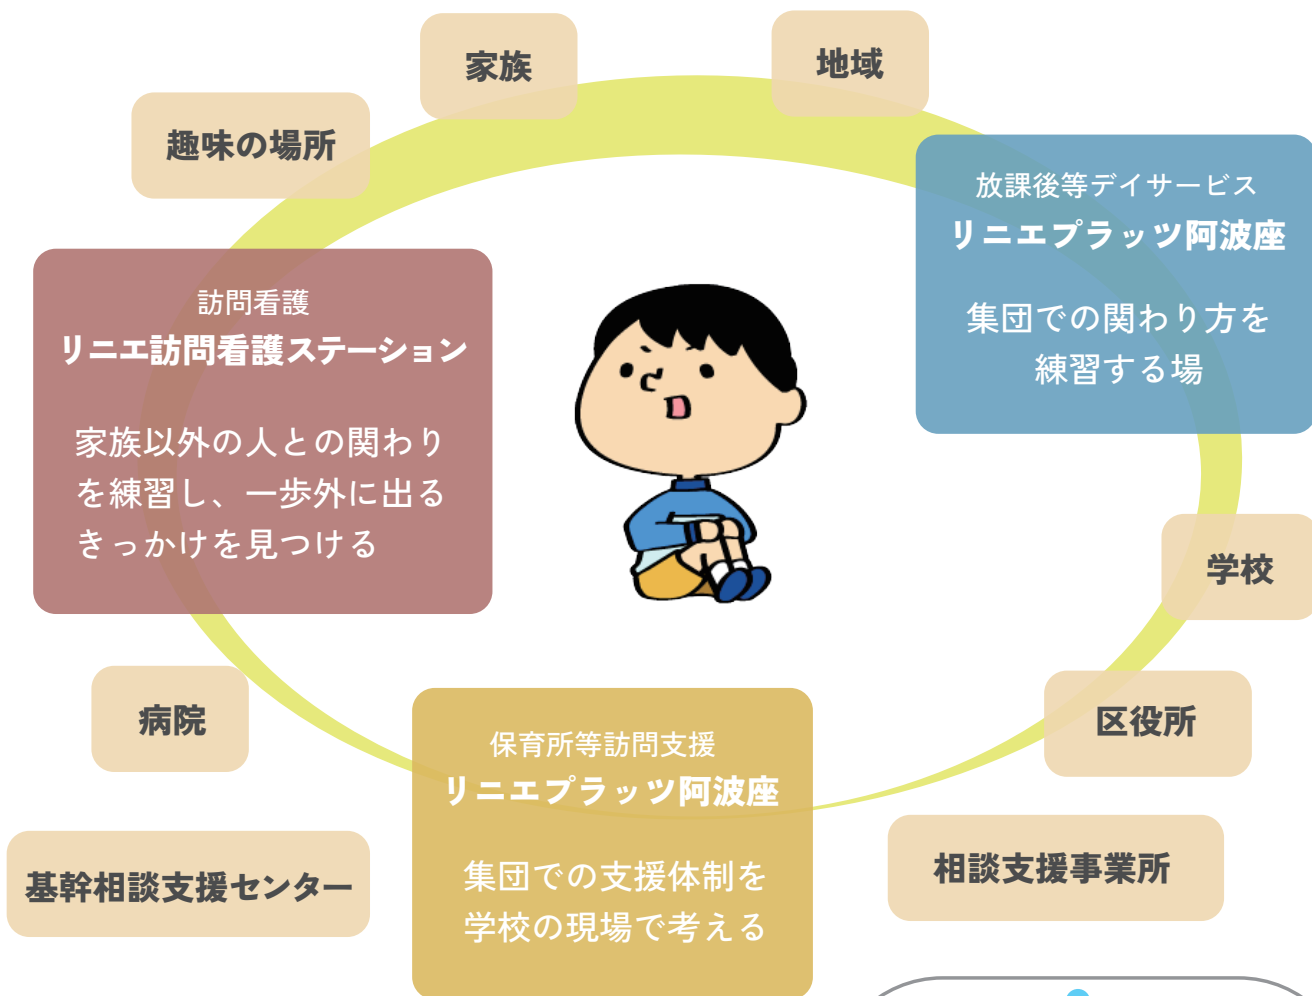 家族
地域
趣味の場所
放課後等デイサービス
リニエプラッツ阿波座
集団での関わり方を
練習する場
訪問看護
リニエ訪問看護ステーション
家族以外の人との関わり
を練習し、一歩外に出る
きっかけを見つける
学校
病院
区役所
保育所等訪問支援
リニエプラッツ阿波座
集団での支援体制を
学校の現場で考える
基幹相談支援センター
相談支援事業所